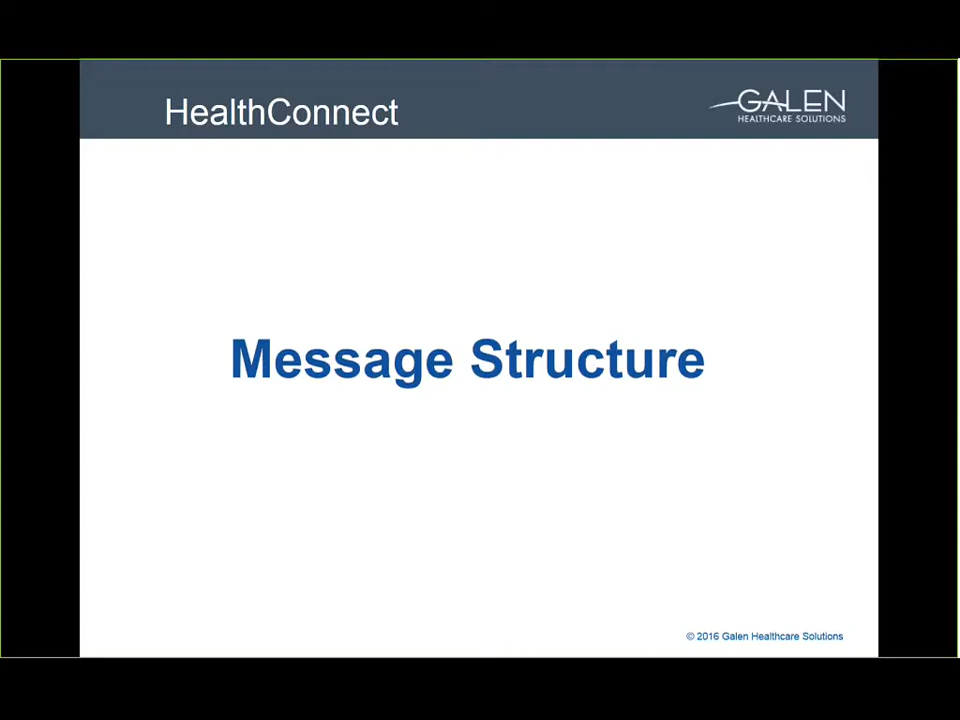 HealthConnect
GALEN
HEALTHCARE SOLUTIONS
Message Structure
© 2016 Galen Healthcare Solutions